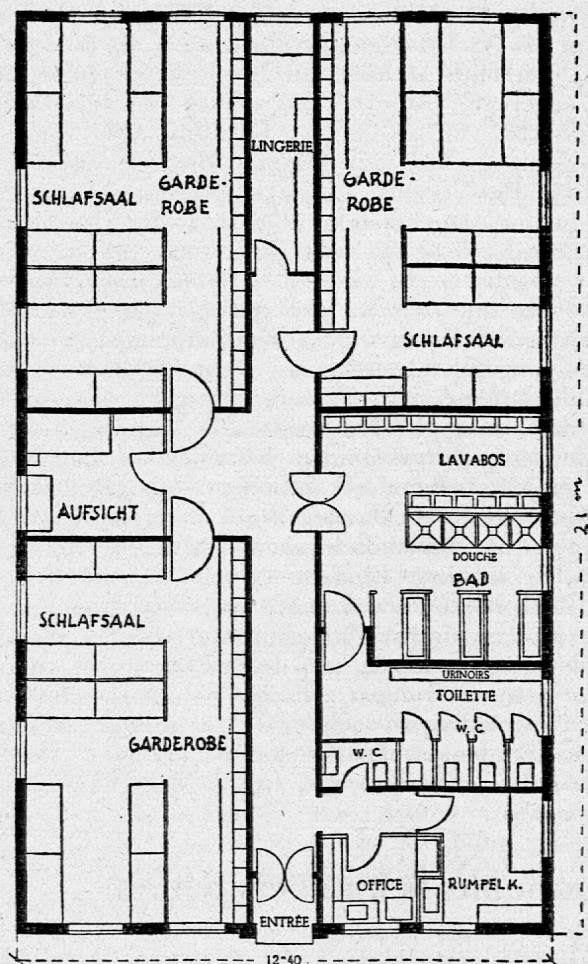 LINGERIE
SCHLAFSAAL
GARDE-
ROBE
GARDE-
ROBE
SCHLAFSAAL
LAVABOS
AUFSICHT
DOUCHE
BAD
SCHLAFSAAL
URINOIRS
TOILETTE
W.C.
GARDEROBE
W.C.
OFFICE
RUMPELK.
ENTRÉE
12·40
21 m